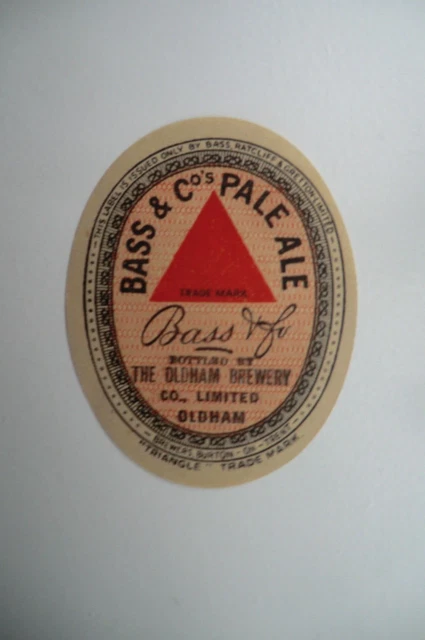 THIS LABEL IS ISSUED ONLY BY BASS, RATCLIFF & GRETTON LIMITED
BASS & Co's PALE ALE
TRADE MARK
Bass & Co
BOTTLED BY
THE OLDHAM BREWERY
CO., LIMITED
OLDHAM
BREWERS, BURTON-ON-TRENT
"TRIANGLE" TRADE MARK.